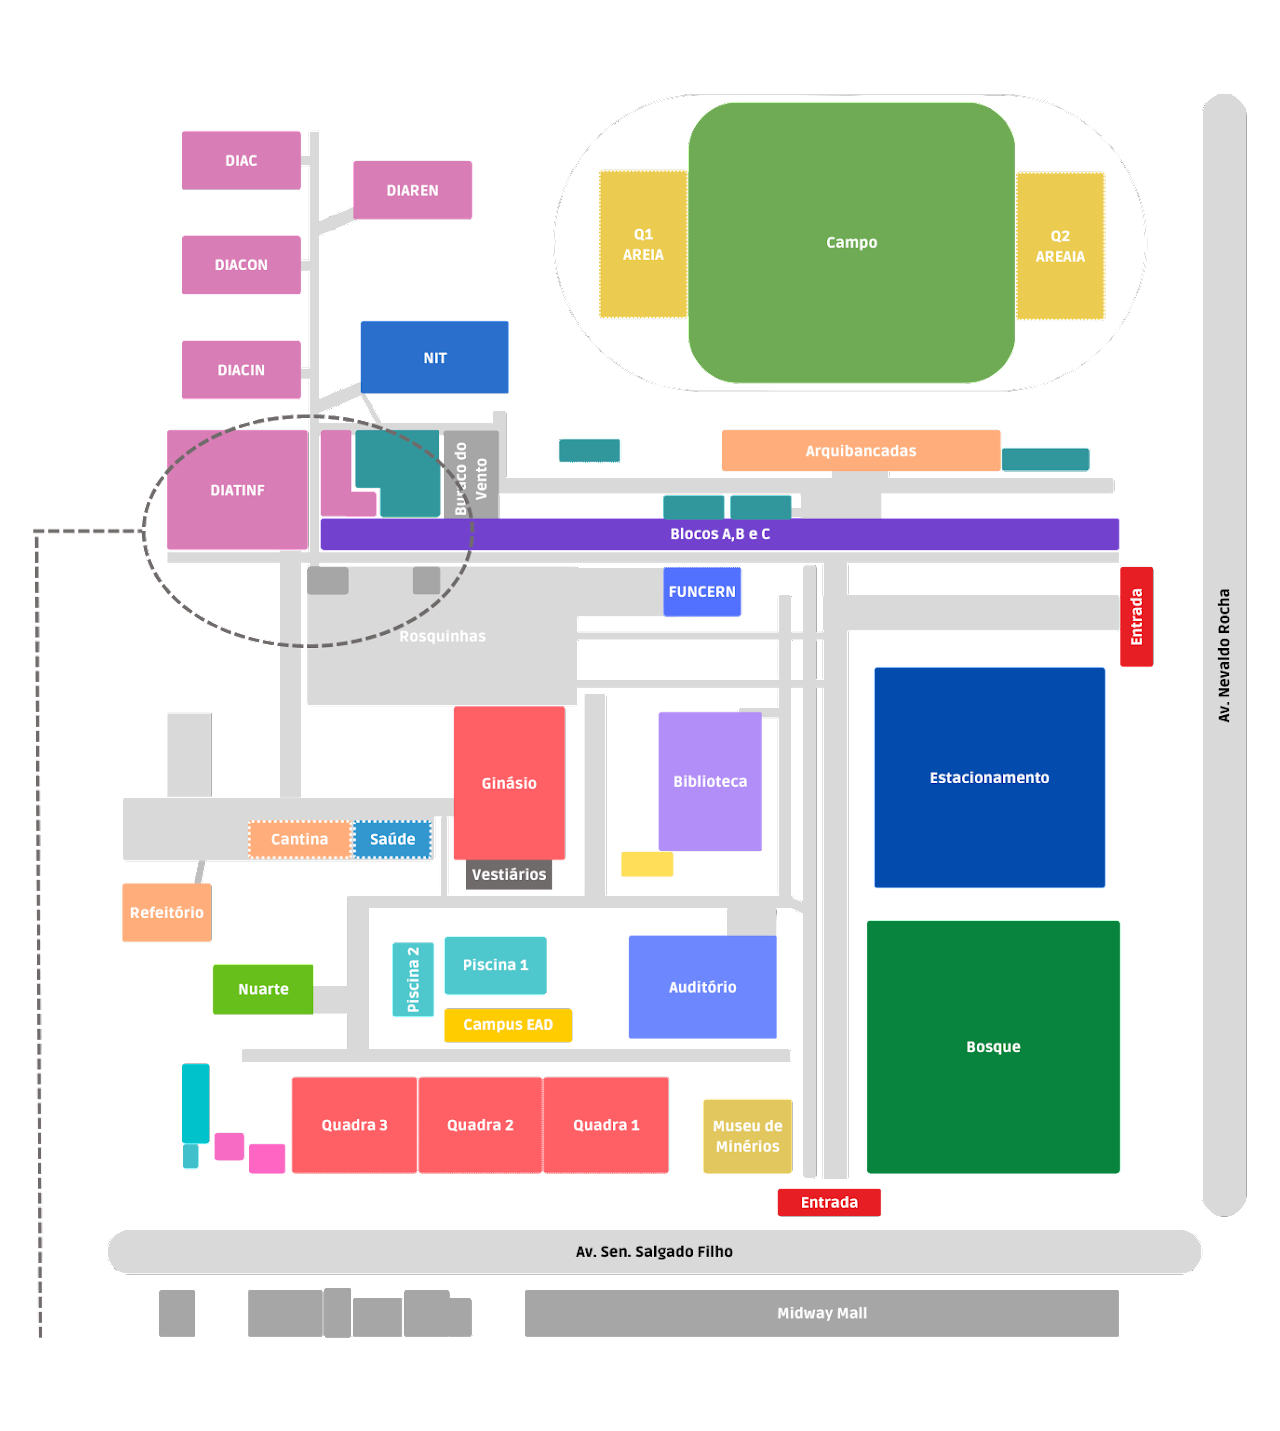 DIAC
DIAREN
DIACON
Q1
AREIA
Campo
Q2
AREAIA
NIT
DIACIN
DIATINF
Buraco do
Vento
Arquibancadas
Blocos A,B e C
FUNCERN
Entrada
Rosquinhas
Av. Nevaldo Rocha
Ginásio
Biblioteca
Estacionamento
Cantina
Saúde
Vestiários
Refeitório
Nuarte
Piscina 2
Piscina 1
Campus EAD
Auditório
Bosque
Quadra 3
Quadra 2
Quadra 1
Museu de
Minérios
Entrada
Av. Sen. Salgado Filho
Midway Mall